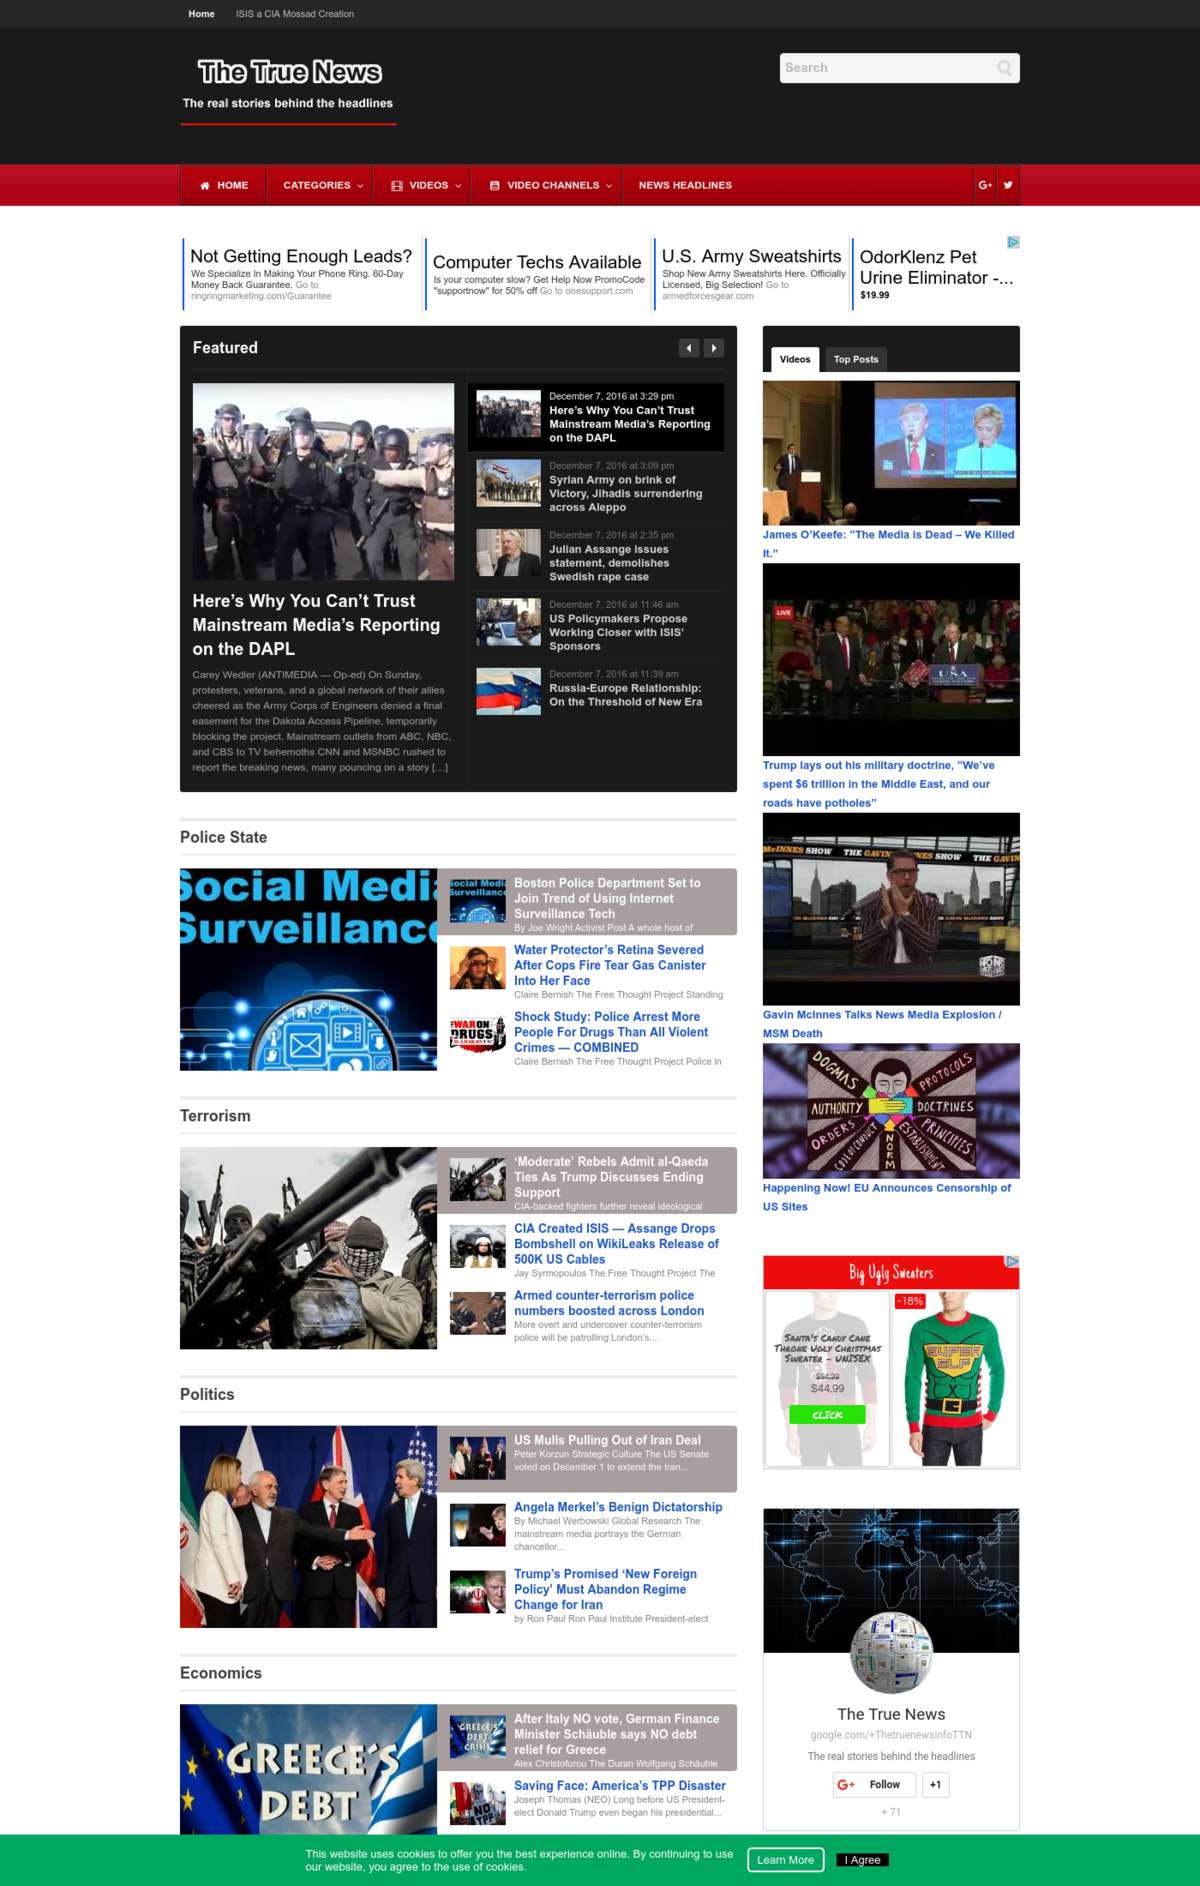 Home ISIS a CIA Mossad Creation
The True News
The real stories behind the headlines
Search
HOME CATEGORIES VIDEOS VIDEO CHANNELS NEWS HEADLINES
Not Getting Enough Leads?
We Specialize In Making Your Phone Ring. 60-Day
Money Back Guarantee. Go to
ringringmarketing.com/Guarantee
Computer Techs Available
Is your computer slow? Get Help Now PromoCode
"supportnow" for 50% off Go to onesupport.com
U.S. Army Sweatshirts
Shop New Army Sweatshirts Here. Officially
Licensed, Big Selection! Go to
armedforcesgear.com
OdorKlenz Pet
Urine Eliminator -...
$19.99
Featured
Here's Why You Can't Trust
Mainstream Media's Reporting
on the DAPL
Carey Wedler (ANTIMEDIA — Op-ed) On Sunday,
protesters, veterans, and a global network of their allies
cheered as the Army Corps of Engineers denied a final
easement for the Dakota Access Pipeline, temporarily
blocking the project. Mainstream outlets from ABC, NBC,
and CBS to TV behemoths CNN and MSNBC rushed to
report the breaking news, many pouncing on a story [...]
December 7, 2016 at 3:29 pm
Here's Why You Can't Trust
Mainstream Media's Reporting
on the DAPL
December 7, 2016 at 3:09 pm
Syrian Army on brink of
Victory, Jihadis surrendering
across Aleppo
December 7, 2016 at 2:35 pm
Julian Assange issues
statement, demolishes
Swedish rape case
December 7, 2016 at 11:46 am
US Policymakers Propose
Working Closer with ISIS'
Sponsors
December 7, 2016 at 11:39 am
Russia-Europe Relationship:
On the Threshold of New Era
Videos Top Posts
James O'Keefe: "The Media is Dead – We Killed
It."
LIVE
USA
Trump lays out his military doctrine, "We've
spent $6 trillion in the Middle East, and our
roads have potholes"
McINNES SHOW THE GAVIN McINNES SHOW THE GAVIN
Gavin McInnes Talks News Media Explosion /
MSM Death
DOGMAS PROTOCOLS
AUTHORITY DOCTRINES
ORDERS PRINCIPLES
CODE OF CONDUCT NORM ESTABLISHMENT
Happening Now! EU Announces Censorship of
US Sites
Police State
Social Media
Surveillance
Social Media
Surveillance
Boston Police Department Set to
Join Trend of Using Internet
Surveillance Tech
By Joe Wright Activist Post A whole host of
Water Protector's Retina Severed
After Cops Fire Tear Gas Canister
Into Her Face
Claire Bernish The Free Thought Project Standing
WAR ON
DRUGS
Shock Study: Police Arrest More
People For Drugs Than All Violent
Crimes — COMBINED
Claire Bernish The Free Thought Project Police in
Terrorism
'Moderate' Rebels Admit al-Qaeda
Ties As Trump Discusses Ending
Support
CIA-backed fighters further reveal ideological
CIA Created ISIS — Assange Drops
Bombshell on WikiLeaks Release of
500K US Cables
Jay Syrmopoulos The Free Thought Project The
Armed counter-terrorism police
numbers boosted across London
More overt and undercover counter-terrorism
police will be patrolling London's...
Big Ugly Sweaters
Santa's Candy Cane
Throne Ugly Christmas
Sweater - UNISEX
$54.99
$44.99
CLICK
-18%
SUPER
ELF
Politics
US Mulls Pulling Out of Iran Deal
Peter Korzun Strategic Culture The US Senate
voted on December 1 to extend the Iran...
Angela Merkel's Benign Dictatorship
By Michael Werbowski Global Research The
mainstream media portrays the German
chancellor...
Trump's Promised 'New Foreign
Policy' Must Abandon Regime
Change for Iran
by Ron Paul Ron Paul Institute President-elect
The True News
google.com/+ThetruenewsInfoTTN
The real stories behind the headlines
G+ Follow +1
+ 71
Economics
GREECE'S
DEBT
GREECE'S
DEBT
CRISIS
After Italy NO vote, German Finance
Minister Schäuble says NO debt
relief for Greece
Alex Christoforou The Duran Wolfgang Schäuble
NO
TPP
Saving Face: America's TPP Disaster
Joseph Thomas (NEO) Long before US President-
elect Donald Trump even began his presidential...
This website uses cookies to offer you the best experience online. By continuing to use
our website, you agree to the use of cookies.
Learn More I Agree